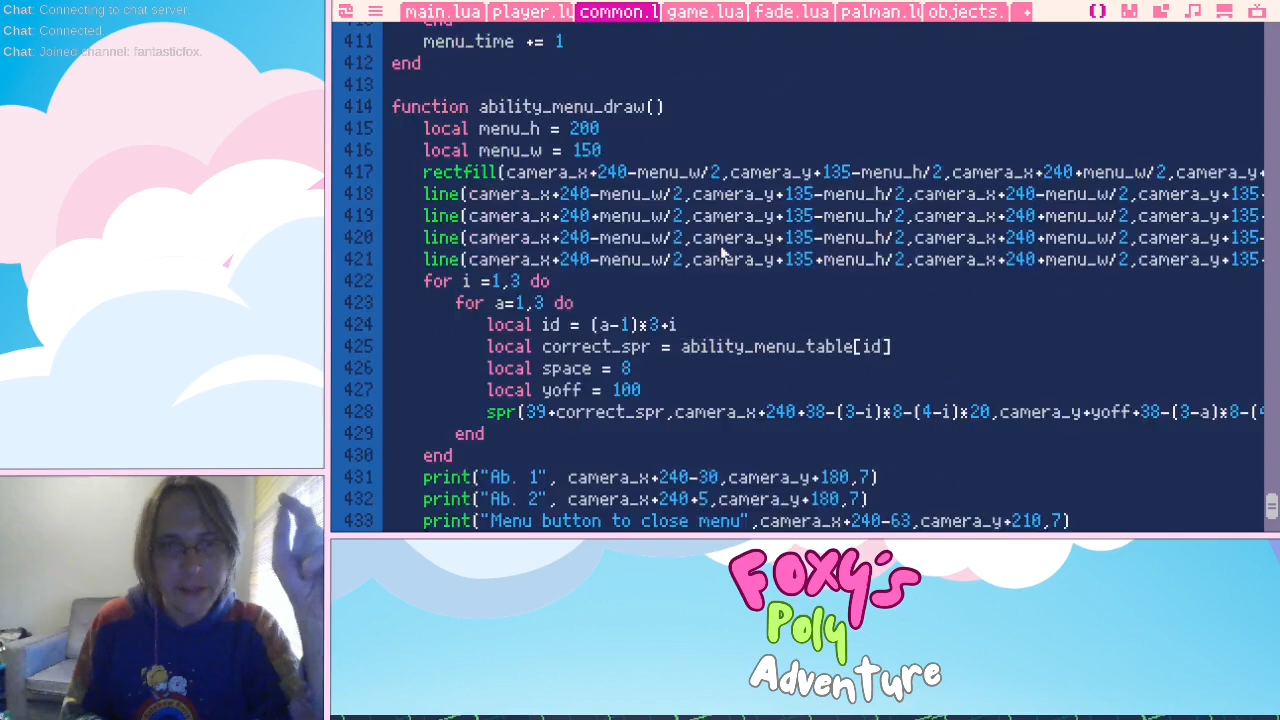 Chat: Connecting to chat server.
Chat: Connected
Chat: Joined channel: fantasticfox.
main.lua player.lu common.l game.lua fade.lua palman.lu objects. +
411 menu_time += 1
412 end
413
414 function ability_menu_draw()
415 local menu_h = 200
416 local menu_w = 150
417 rectfill(camera_x+240-menu_w/2,camera_y+135-menu_h/2,camera_x+240+menu_w/2,camera_y+
418 line(camera_x+240-menu_w/2,camera_y+135-menu_h/2,camera_x+240-menu_w/2,camera_y+135-
419 line(camera_x+240+menu_w/2,camera_y+135-menu_h/2,camera_x+240+menu_w/2,camera_y+135-
420 line(camera_x+240-menu_w/2,camera_y+135-menu_h/2,camera_x+240+menu_w/2,camera_y+135-
421 line(camera_x+240-menu_w/2,camera_y+135+menu_h/2,camera_x+240+menu_w/2,camera_y+135-
422 for i =1,3 do
423 for a=1,3 do
424 local id = (a-1)*3+i
425 local correct_spr = ability_menu_table[id]
426 local space = 8
427 local yoff = 100
428 spr(39+correct_spr,camera_x+240+38-(3-i)*8-(4-i)*20,camera_y+yoff+38-(3-a)*8-(4
429 end
430 end
431 print("Ab. 1", camera_x+240-30,camera_y+180,7)
432 print("Ab. 2", camera_x+240+5,camera_y+180,7)
433 print("Menu button to close menu",camera_x+240-63,camera_y+210,7)
Foxy's
Poly
Adventure